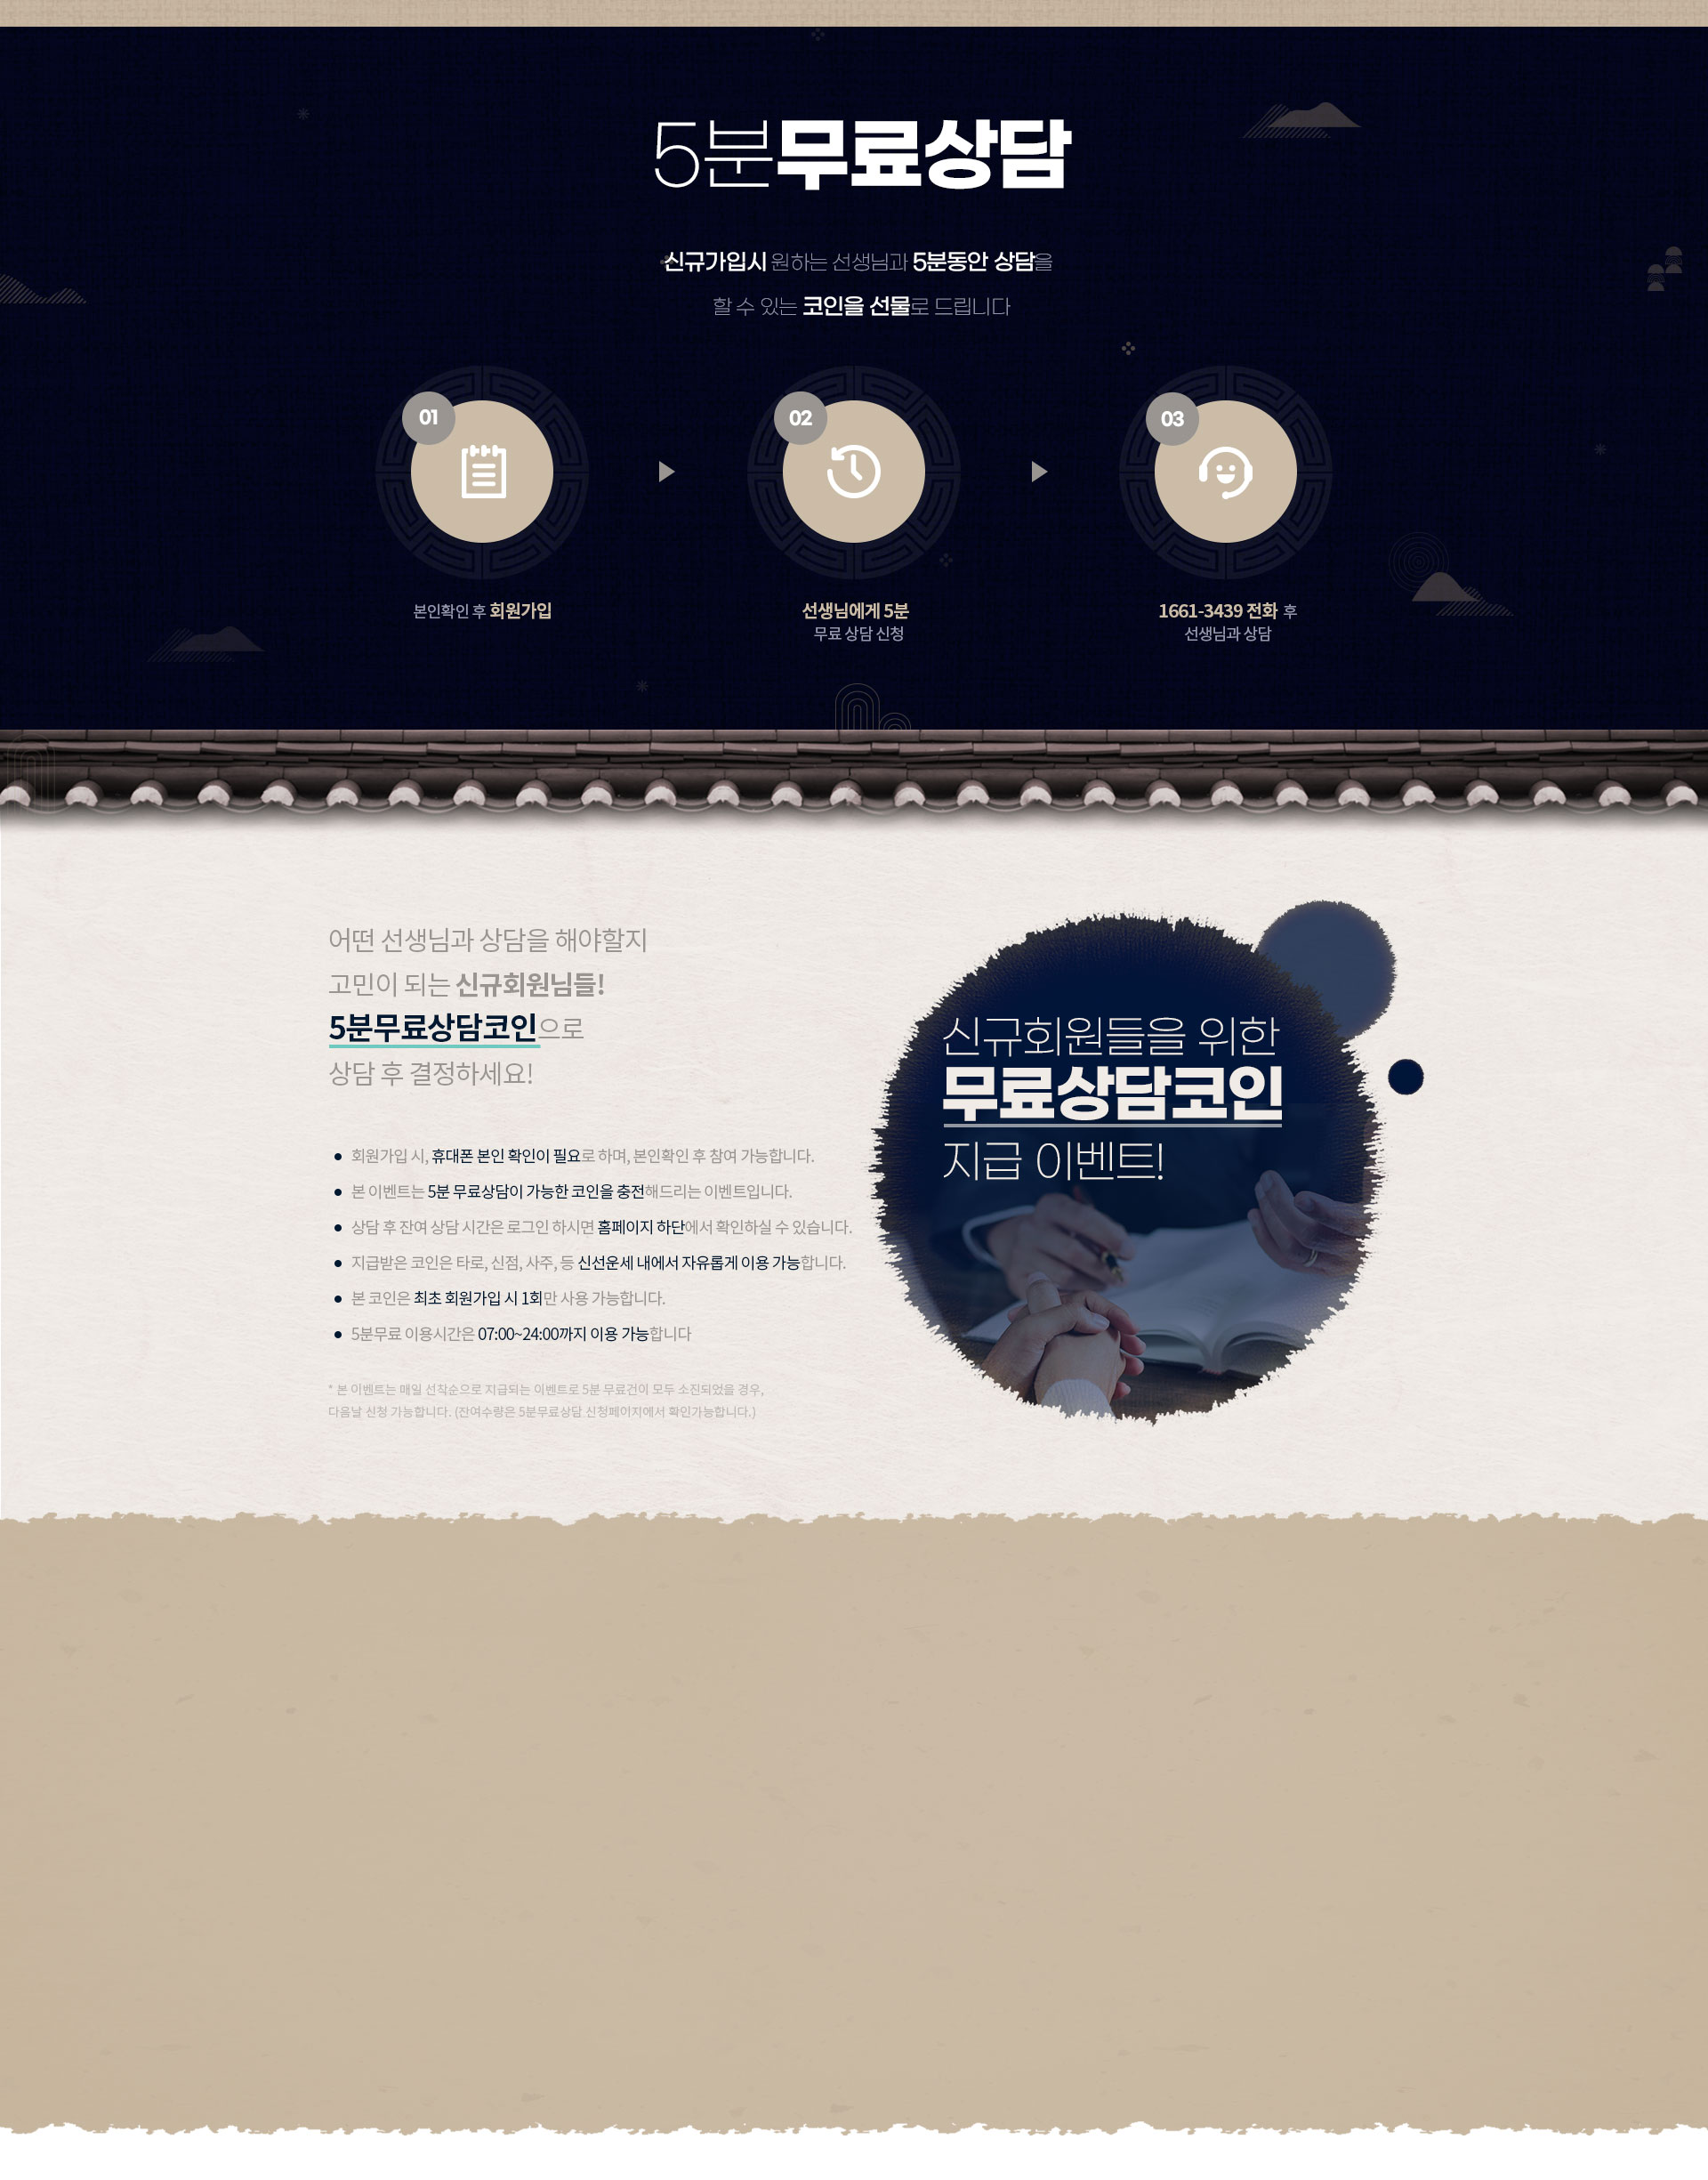 5분무료상담
신규가입시 원하는 선생님과 5분동안 상담을
할 수 있는 코인을 선물로 드립니다
01
02
03
본인확인 후 회원가입
선생님에게 5분
무료 상담 신청
1661-3439 전화 후
선생님과 상담
어떤 선생님과 상담을 해야할지
고민이 되는 신규회원님들!
5분무료상담코인으로
상담 후 결정하세요!
신규회원들을 위한
무료상담코인
지급 이벤트!
● 회원가입 시, 휴대폰 본인 확인이 필요로 하며, 본인확인 후 참여 가능합니다.
● 본 이벤트는 5분 무료상담이 가능한 코인을 충전해드리는 이벤트입니다.
● 상담 후 잔여 상담 시간은 로그인 하시면 홈페이지 하단에서 확인하실 수 있습니다.
● 지급받은 코인은 타로, 신점, 사주, 등 신선운세 내에서 자유롭게 이용 가능합니다.
● 본 코인은 최초 회원가입 시 1회만 사용 가능합니다.
● 5분무료 이용시간은 07:00~24:00까지 이용 가능합니다
* 본 이벤트는 매일 선착순으로 지급되는 이벤트로 5분 무료건이 모두 소진되었을 경우,
다음날 신청 가능합니다. (잔여수량은 5분무료상담 신청페이지에서 확인가능합니다.)